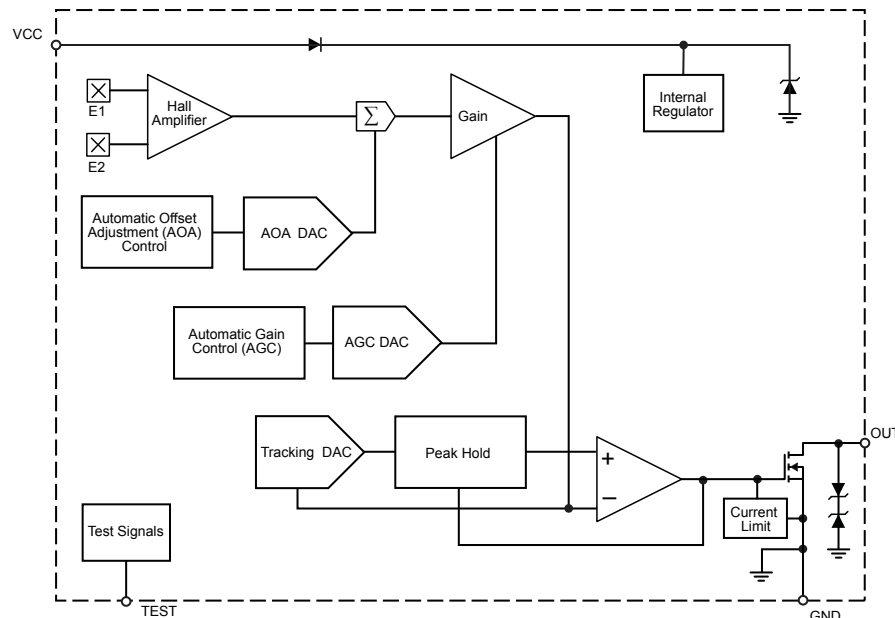 VCC
E1
E2
Hall
Amplifier
Σ
Gain
Internal
Regulator
Automatic Offset
Adjustment (AOA)
Control
AOA DAC
Automatic Gain
Control (AGC)
AGC DAC
Tracking DAC
Peak Hold
+
−
OUT
Current
Limit
Test Signals
TEST
GND